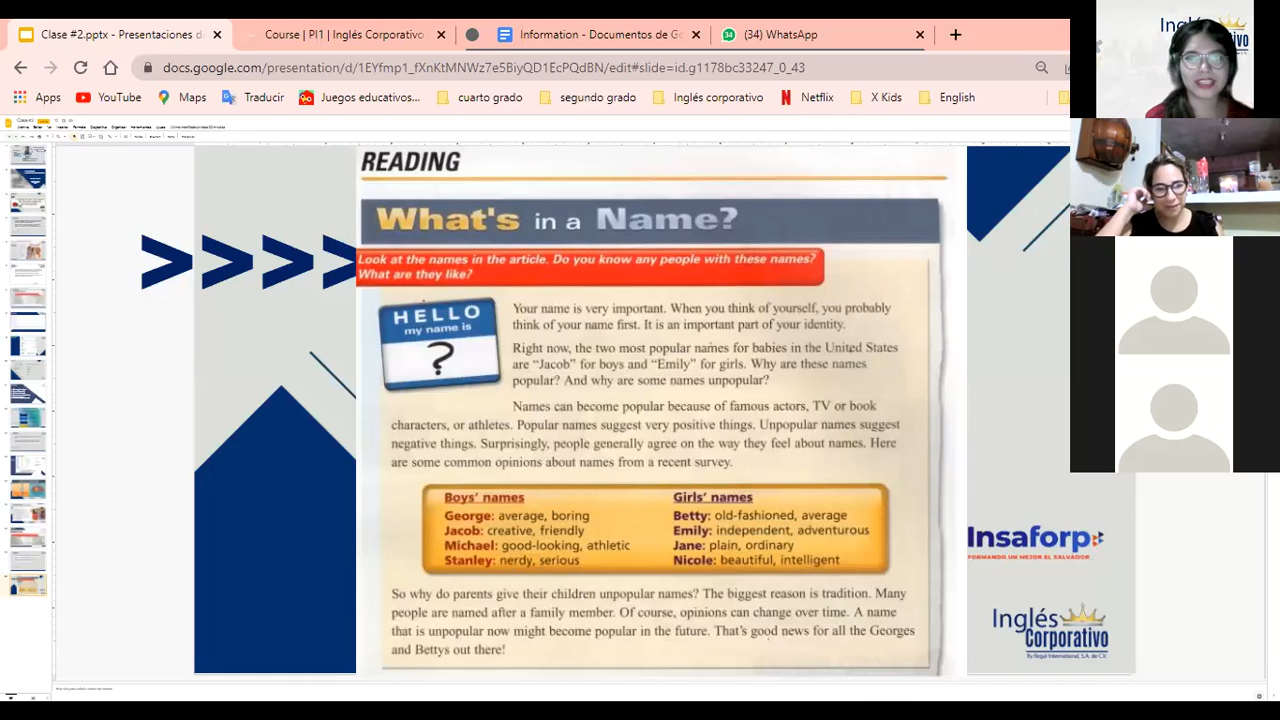 Clase #2.pptx - Presentaciones d
Course | PI1 | Inglés Corporativo
Information - Documentos de Go
(34) WhatsApp
docs.google.com/presentation/d/
edit#slide=id.g1178bc33247_0_43
Apps
YouTube
Maps
Traducir
Juegos educativos...
cuarto grado
segundo grado
Inglés corporativo
Netflix
X Kids
English
READING
What's in a Name?
Look at the names in the article. Do you know any people with these names?
What are they like?
HELLO
my name is
?
Your name is very important. When you think of yourself, you probably
think of your name first. It is an important part of your identity.
Right now, the two most popular names for babies in the United States
are “Jacob” for boys and “Emily” for girls. Why are these names
popular? And why are some names unpopular?
Names can become popular because of famous actors, TV or book
characters, or athletes. Popular names suggest very positive things. Unpopular names suggest
negative things. Surprisingly, people generally agree on the way they feel about names. Here
are some common opinions about names from a recent survey.
Boys' names
George: average, boring
Jacob: creative, friendly
Michael: good-looking, athletic
Stanley: nerdy, serious
Girls' names
Betty: old-fashioned, average
Emily: independent, adventurous
Jane: plain, ordinary
Nicole: beautiful, intelligent
So why do parents give their children unpopular names? The biggest reason is tradition. Many
people are named after a family member. Of course, opinions can change over time. A name
that is unpopular now might become popular in the future. That's good news for all the Georges
and Bettys out there!
Insaforp
FORMANDO UN MEJOR EL SALVADOR
Inglés
Corporativo
By Regal International, S.A. de C.V.